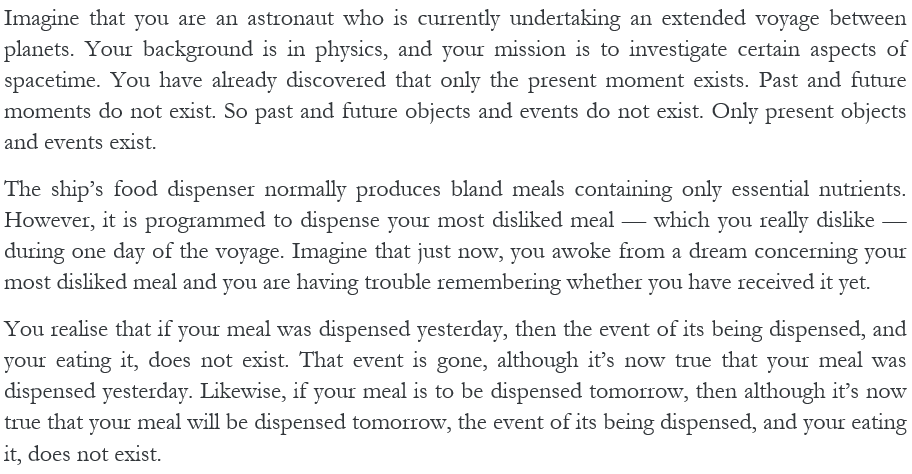 Imagine that you are an astronaut who is currently undertaking an extended voyage between
planets. Your background is in physics, and your mission is to investigate certain aspects of
spacetime. You have already discovered that only the present moment exists. Past and future
moments do not exist. So past and future objects and events do not exist. Only present objects
and events exist.
The ship's food dispenser normally produces bland meals containing only essential nutrients.
However, it is programmed to dispense your most disliked meal — which you really dislike —
during one day of the voyage. Imagine that just now, you awoke from a dream concerning your
most disliked meal and you are having trouble remembering whether you have received it yet.
You realise that if your meal was dispensed yesterday, then the event of its being dispensed, and
your eating it, does not exist. That event is gone, although it's now true that your meal was
dispensed yesterday. Likewise, if your meal is to be dispensed tomorrow, then although it's now
true that your meal will be dispensed tomorrow, the event of its being dispensed, and your eating
it, does not exist.